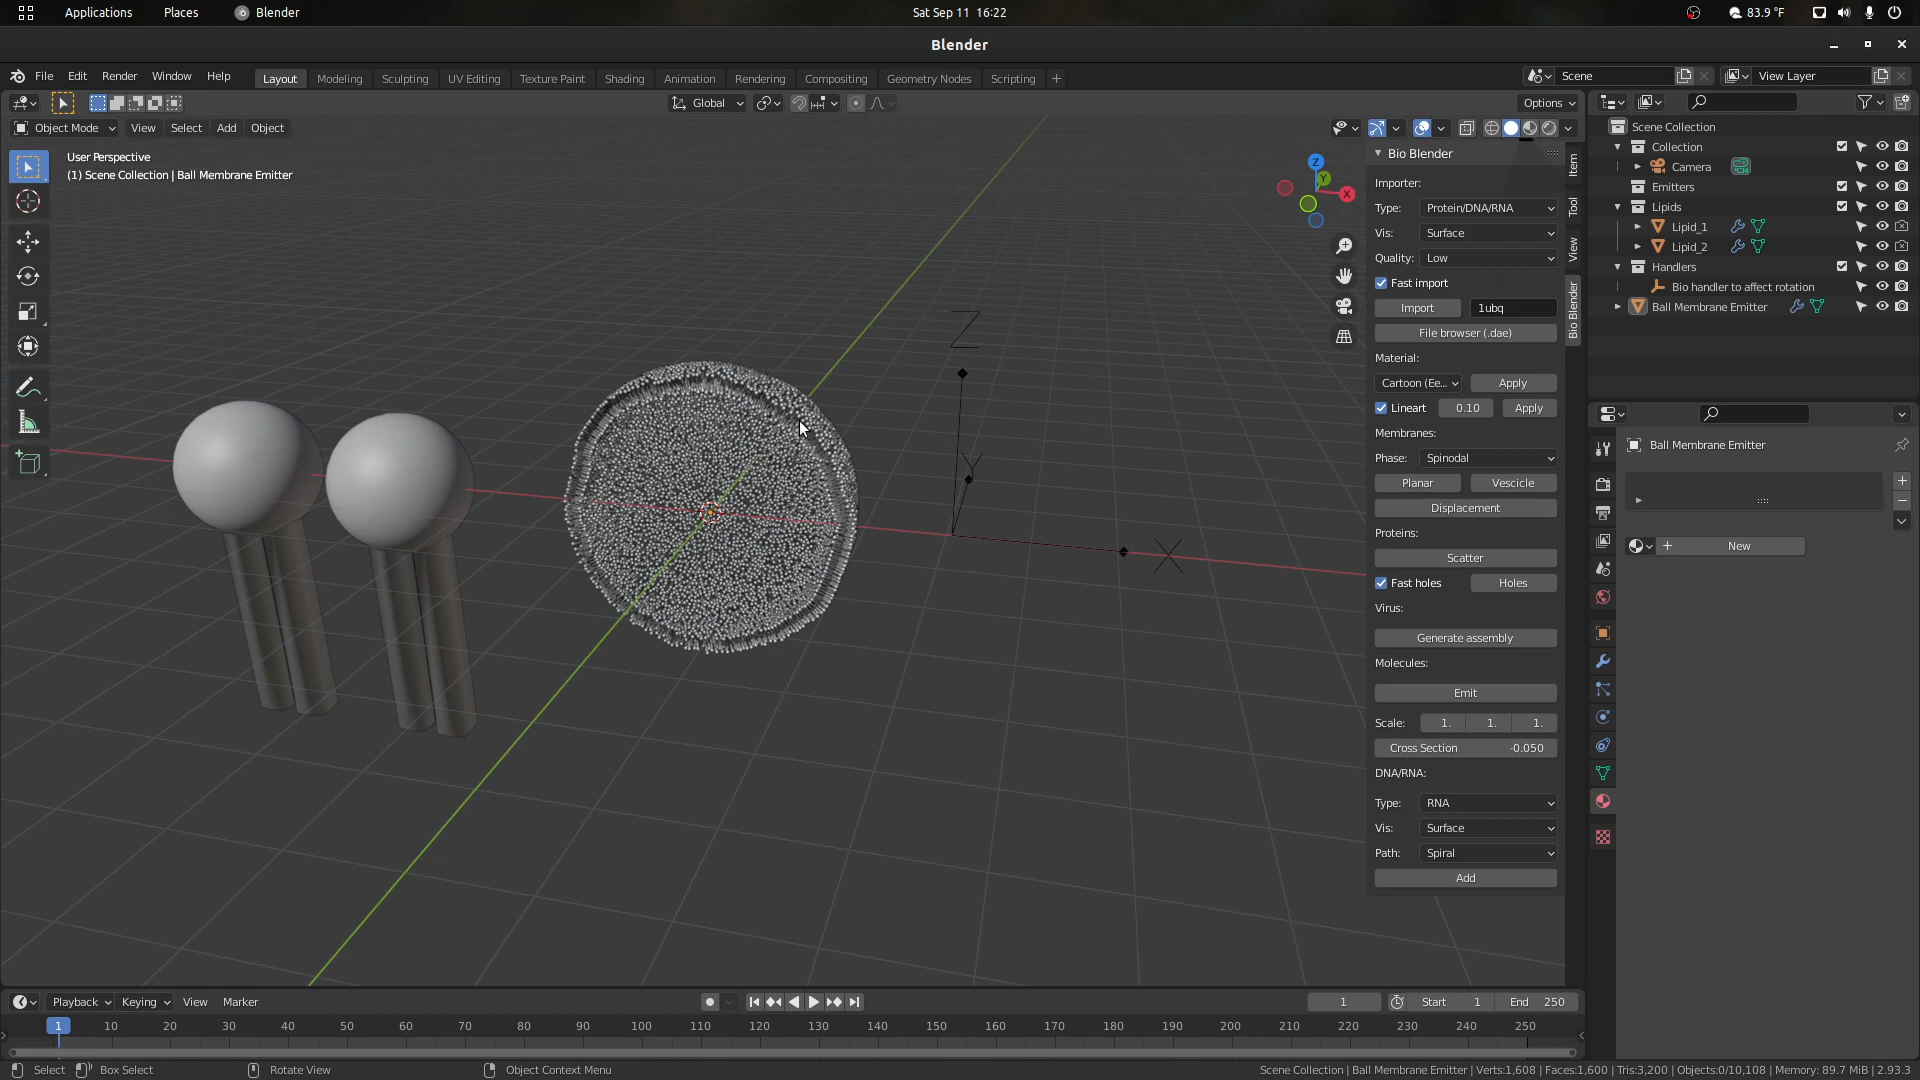 Applications Places Blender Sat Sep 11 16:22 83.9 °F
Blender
File Edit Render Window Help Layout Modeling Sculpting UV Editing Texture Paint Shading Animation Rendering Compositing Geometry Nodes Scripting + Scene View Layer
Global Options
Object Mode View Select Add Object
User Perspective
(1) Scene Collection | Ball Membrane Emitter
Z
Y
X
Z
Y
X
Bio Blender
Importer:
Type: Protein/DNA/RNA
Vis: Surface
Quality: Low
Fast import
Import 1ubq
File browser (.dae)
Material:
Cartoon (Ee... Apply
Lineart 0.10 Apply
Membranes:
Phase: Spinodal
Planar Vescicle
Displacement
Proteins:
Scatter
Fast holes Holes
Virus:
Generate assembly
Molecules:
Emit
Scale: 1. 1. 1.
Cross Section -0.050
DNA/RNA:
Type: RNA
Vis: Surface
Path: Spiral
Add
Item
Tool
View
Bio Blender
Scene Collection
Collection
Camera
Emitters
Lipids
Lipid_1
Lipid_2
Handlers
Bio handler to affect rotation
Ball Membrane Emitter
Ball Membrane Emitter
+ New
Playback Keying View Marker 1 Start 1 End 250
1 10 20 30 40 50 60 70 80 90 100 110 120 130 140 150 160 170 180 190 200 210 220 230 240 250
Select Box Select Rotate View Object Context Menu Scene Collection | Ball Membrane Emitter | Verts:1,608 | Faces:1,600 | Tris:3,200 | Objects:0/10,108 | Memory: 89.7 MiB | 2.93.3